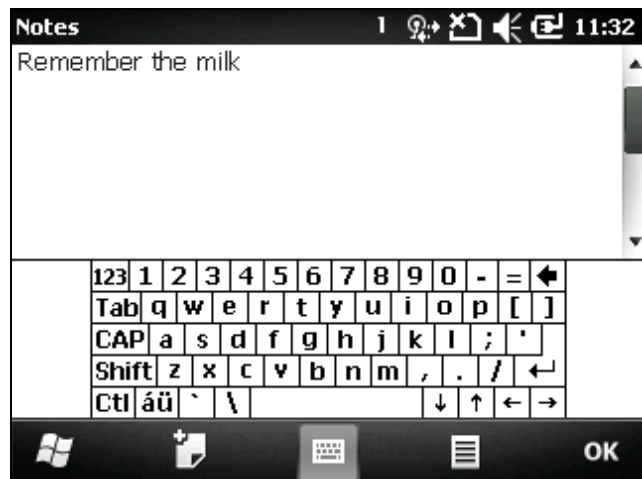 Notes 1 11:32
Remember the milk
123 1 2 3 4 5 6 7 8 9 0 - =
Tab q w e r t y u i o p [ ]
CAP a s d f g h j k l ; '
Shift z x c v b n m , . / ↵
Ctl áü ` \ ↓ ↑ ← →
OK